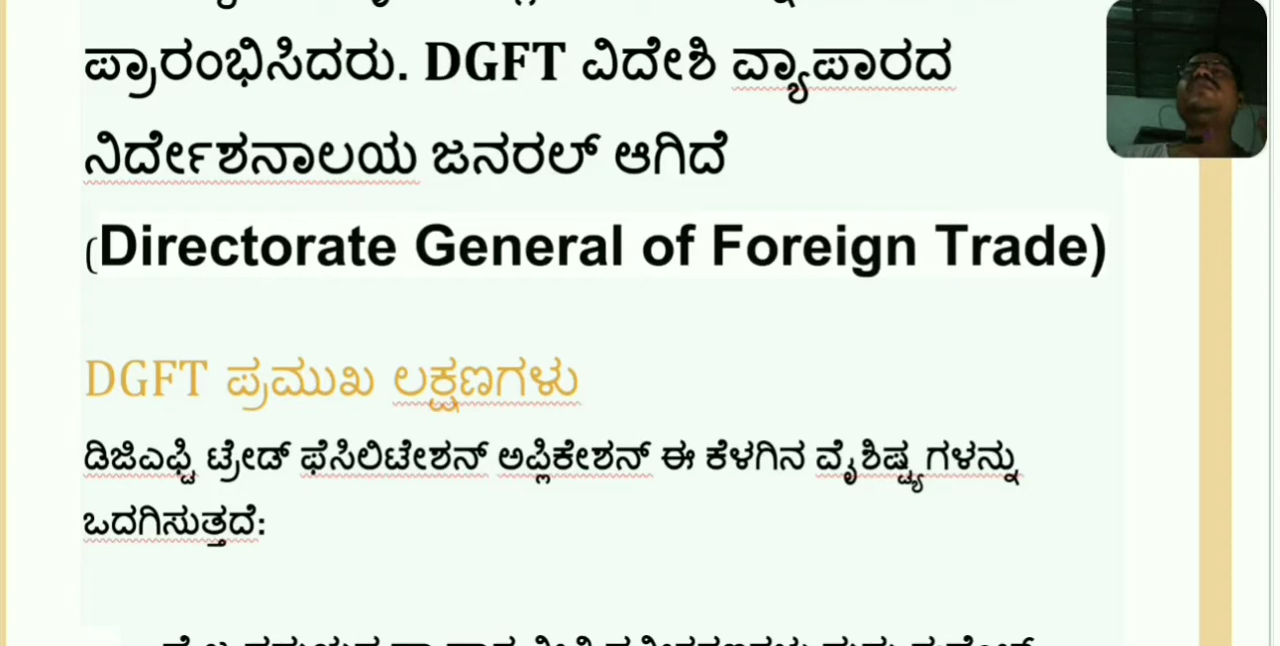 ಪ್ರಾರಂಭಿಸಿದರು. DGFT ವಿದೇಶಿ ವ್ಯಾಪಾರದ
ನಿರ್ದೇಶನಾಲಯ ಜನರಲ್ ಆಗಿದೆ
(Directorate General of Foreign Trade)
DGFT ಪ್ರಮುಖ ಲಕ್ಷಣಗಳು
ಡಿಜಿಎಫ್ಟಿ ಟ್ರೇಡ್ ಫೆಸಿಲಿಟೇಶನ್ ಅಪ್ಲಿಕೇಶನ್ ಈ ಕೆಳಗಿನ ವೈಶಿಷ್ಟ್ಯಗಳನ್ನು
ಒದಗಿಸುತ್ತದೆ: